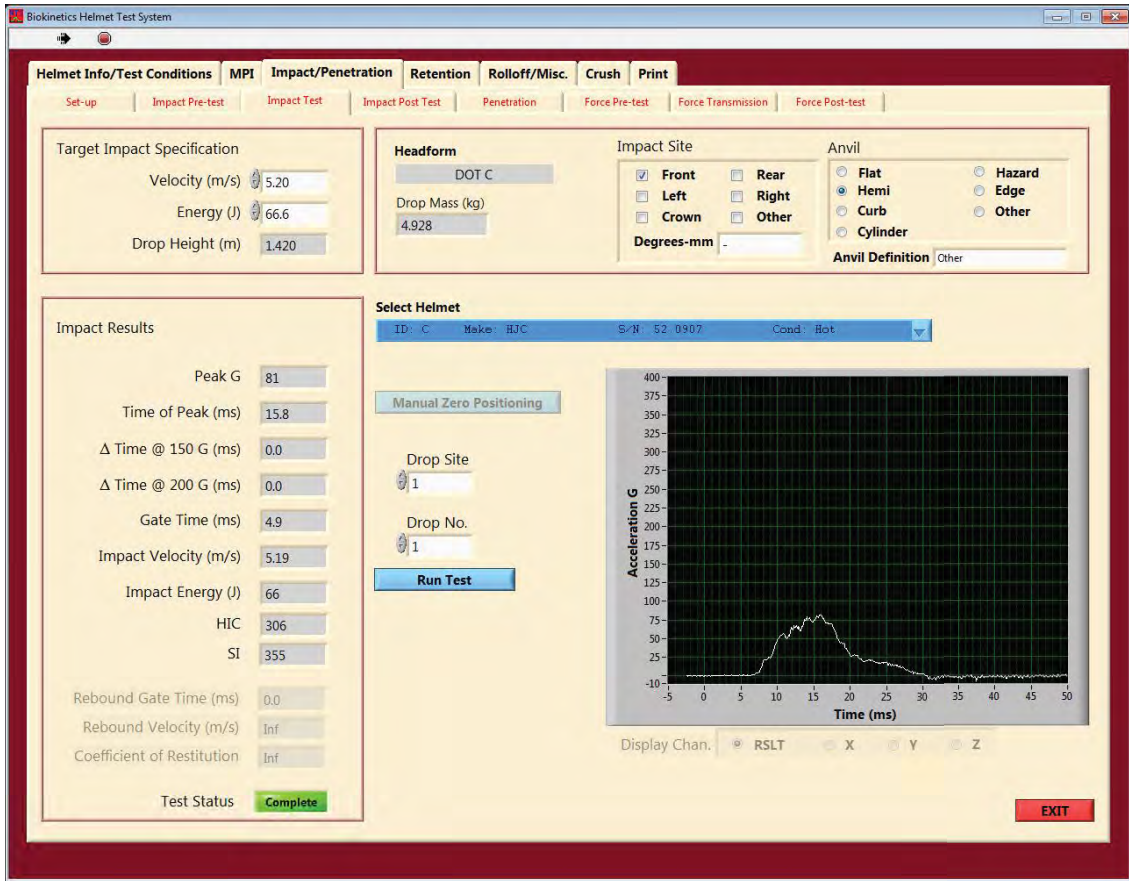 Biokinetics Helmet Test System
Helmet Info/Test Conditions MPI Impact/Penetration Retention Rolloff/Misc. Crush Print
Set-up Impact Pre-test Impact Test Impact Post Test Penetration Force Pre-test Force Transmission Force Post-test
Target Impact Specification
Velocity (m/s) 5.20
Energy (J) 66.6
Drop Height (m) 1.420
Headform
DOT C
Drop Mass (kg)
4.928
Impact Site
Front Rear
Left Right
Crown Other
Degrees-mm -
Anvil
Flat Hazard
Hemi Edge
Curb Other
Cylinder
Anvil Definition Other
Impact Results
Peak G 81
Time of Peak (ms) 15.8
Δ Time @ 150 G (ms) 0.0
Δ Time @ 200 G (ms) 0.0
Gate Time (ms) 4.9
Impact Velocity (m/s) 5.19
Impact Energy (J) 66
HIC 306
SI 355
Rebound Gate Time (ms) 0.0
Rebound Velocity (m/s) Inf
Coefficient of Restitution Inf
Test Status Complete
Select Helmet
ID: C Make: HJC S/N: 52 0907 Cond: Hot
Manual Zero Positioning
Drop Site
1
Drop No.
1
Run Test
Acceleration G
400
375
350
325
300
275
250
225
200
175
150
125
100
75
50
25
-10
-5 0 5 10 15 20 25 30 35 40 45 50
Time (ms)
Display Chan. RSLT X Y Z
EXIT